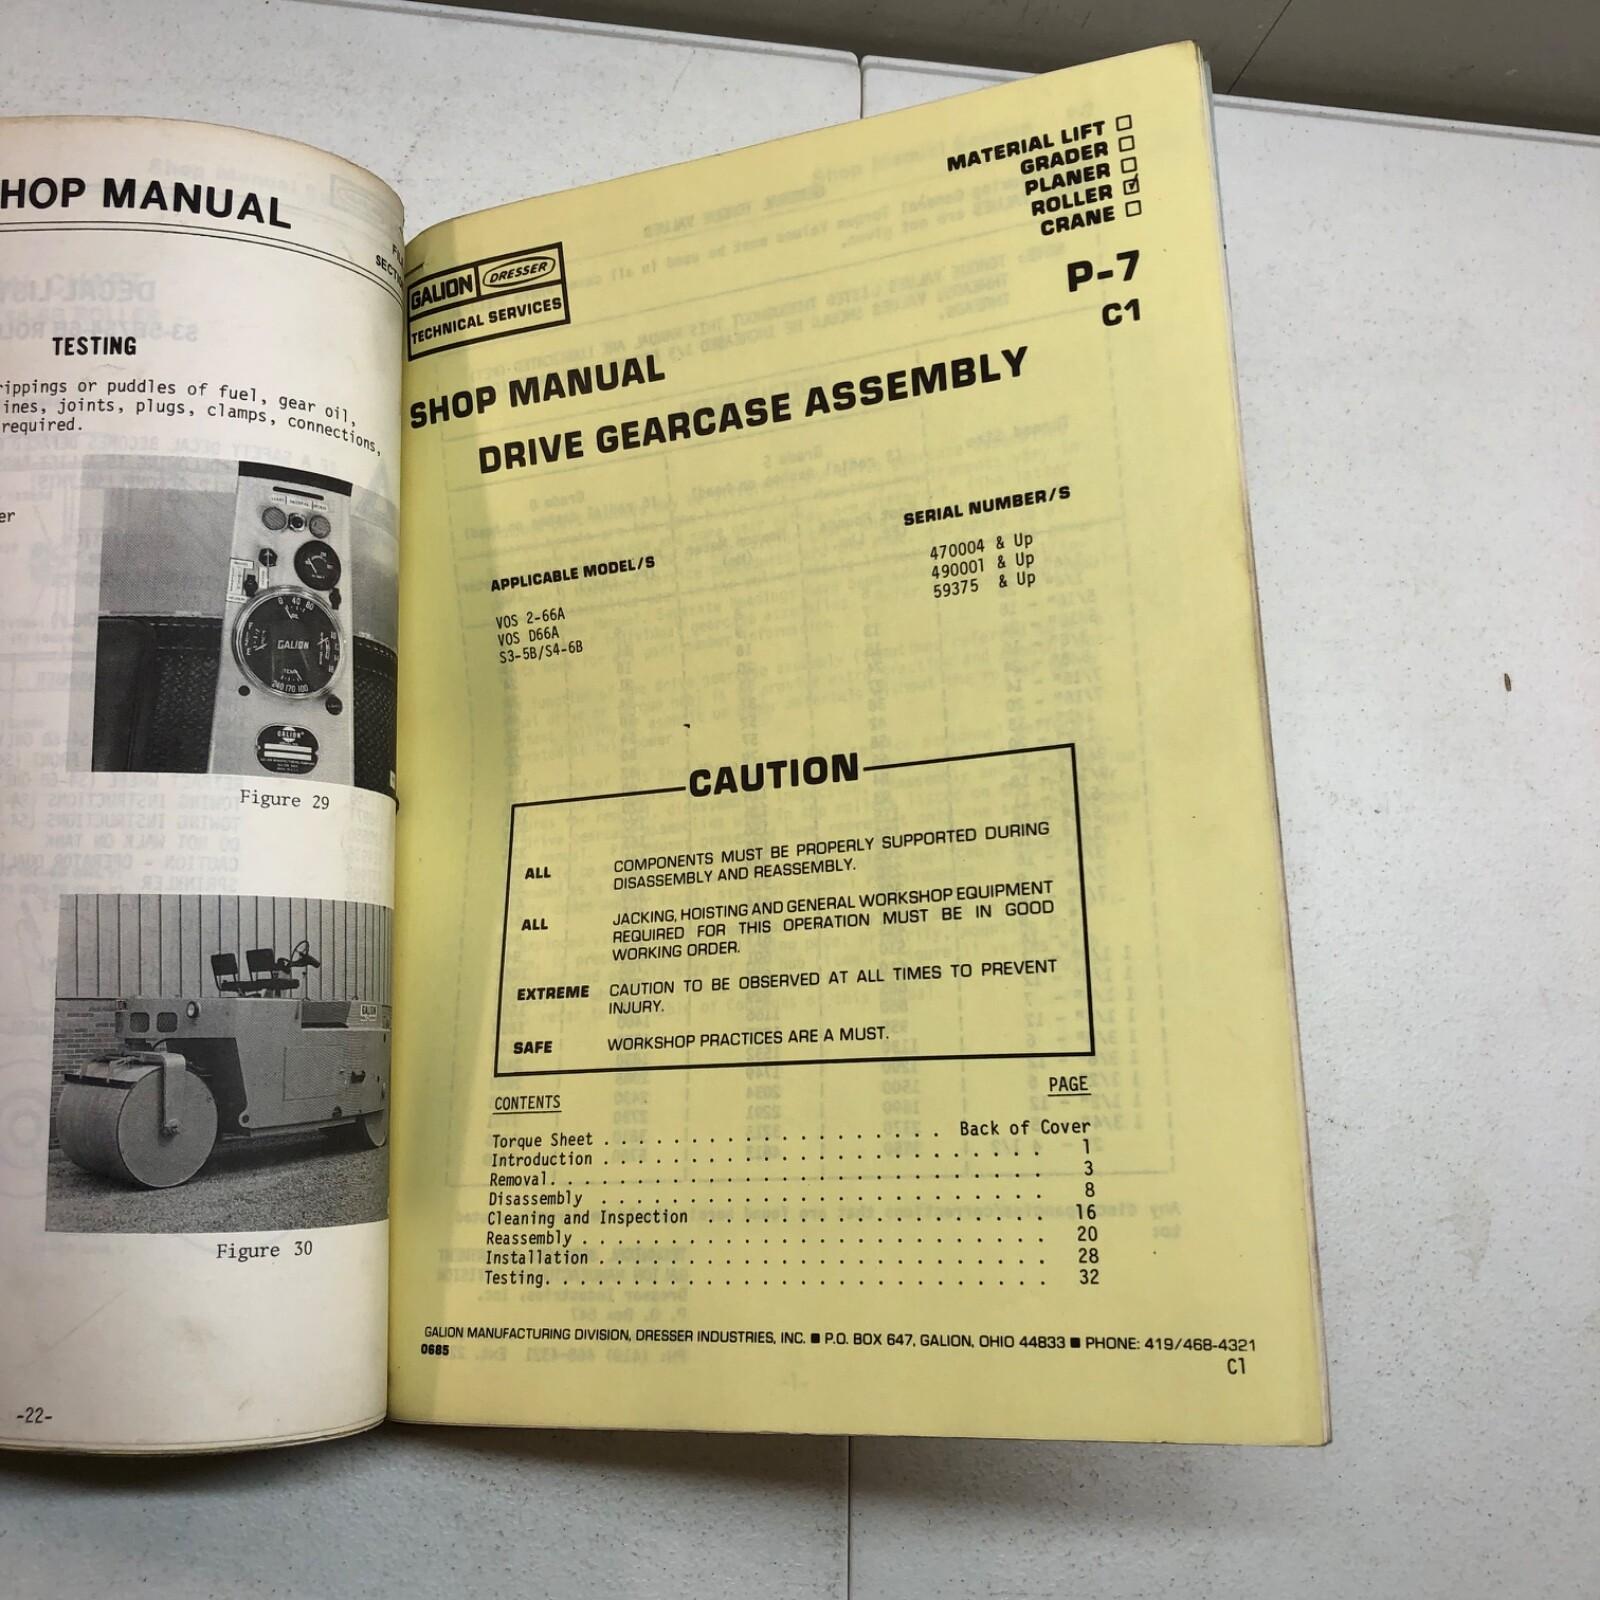 HOP MANUAL
TESTING
rippings or puddles of fuel, gear oil,
ines, joints, plugs, clamps, connections,
required.
er
GALION
Figure 29
Figure 30
-22-
MATERIAL LIFT ☐
GRADER ☐
PLANER ☐
ROLLER ☑
CRANE ☐
GALION DRESSER
TECHNICAL SERVICES
P-7
C1
SHOP MANUAL
DRIVE GEARCASE ASSEMBLY
APPLICABLE MODEL/S
SERIAL NUMBER/S
VOS 2-66A 470004 & Up
VOS D66A 490001 & Up
S3-5B/S4-6B 59375 & Up
CAUTION
ALL COMPONENTS MUST BE PROPERLY SUPPORTED DURING
DISASSEMBLY AND REASSEMBLY.
ALL JACKING, HOISTING AND GENERAL WORKSHOP EQUIPMENT
REQUIRED FOR THIS OPERATION MUST BE IN GOOD
WORKING ORDER.
EXTREME CAUTION TO BE OBSERVED AT ALL TIMES TO PREVENT
INJURY.
SAFE WORKSHOP PRACTICES ARE A MUST.
CONTENTS PAGE
Torque Sheet . . . . . . . . . . . . . . . . . . . Back of Cover
Introduction . . . . . . . . . . . . . . . . . . . . . . . . . 1
Removal. . . . . . . . . . . . . . . . . . . . . . . . . . . . 3
Disassembly . . . . . . . . . . . . . . . . . . . . . . . . . 8
Cleaning and Inspection . . . . . . . . . . . . . . . . . . . 16
Reassembly . . . . . . . . . . . . . . . . . . . . . . . . . . 20
Installation . . . . . . . . . . . . . . . . . . . . . . . . . 28
Testing. . . . . . . . . . . . . . . . . . . . . . . . . . . . 32
GALION MANUFACTURING DIVISION, DRESSER INDUSTRIES, INC. ■ P.O. BOX 647, GALION, OHIO 44833 ■ PHONE: 419/468-4321
0685
C1